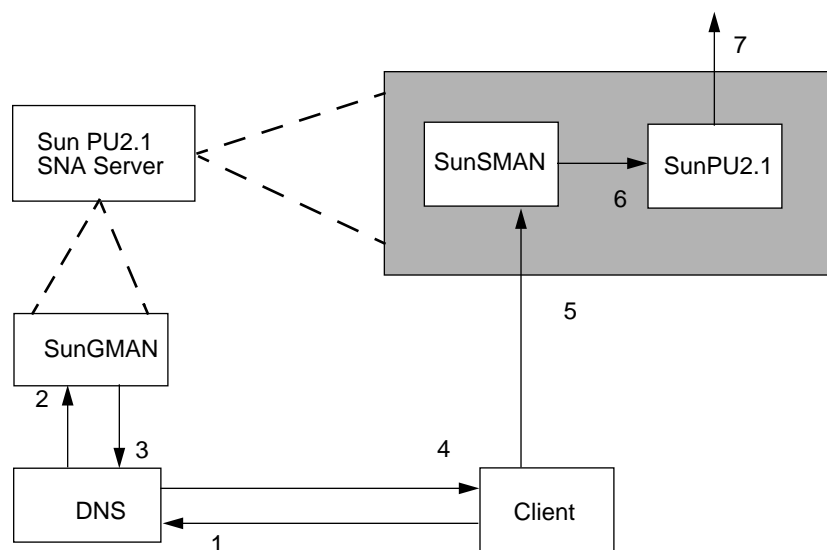 7
Sun PU2.1
SNA Server
SunSMAN
SunPU2.1
6
5
SunGMAN
2
3
4
DNS
Client
1